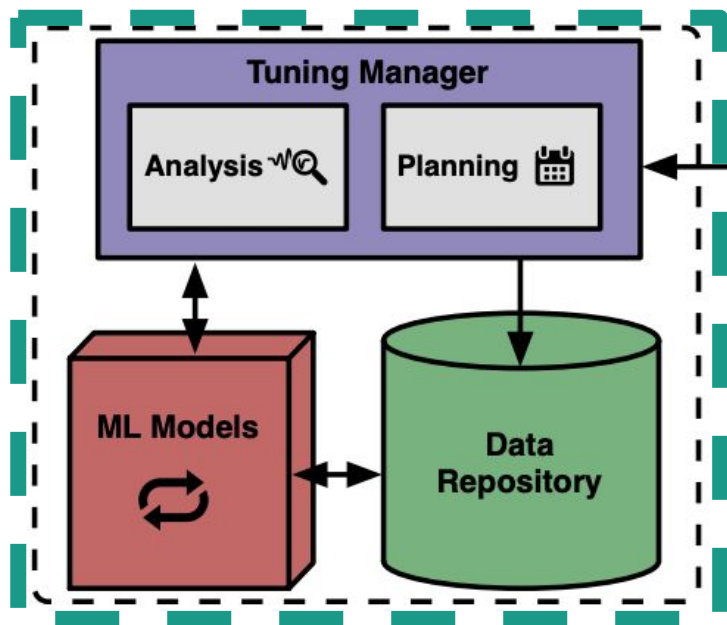 Tuning Manager
Analysis
Planning
ML Models
Data
Repository